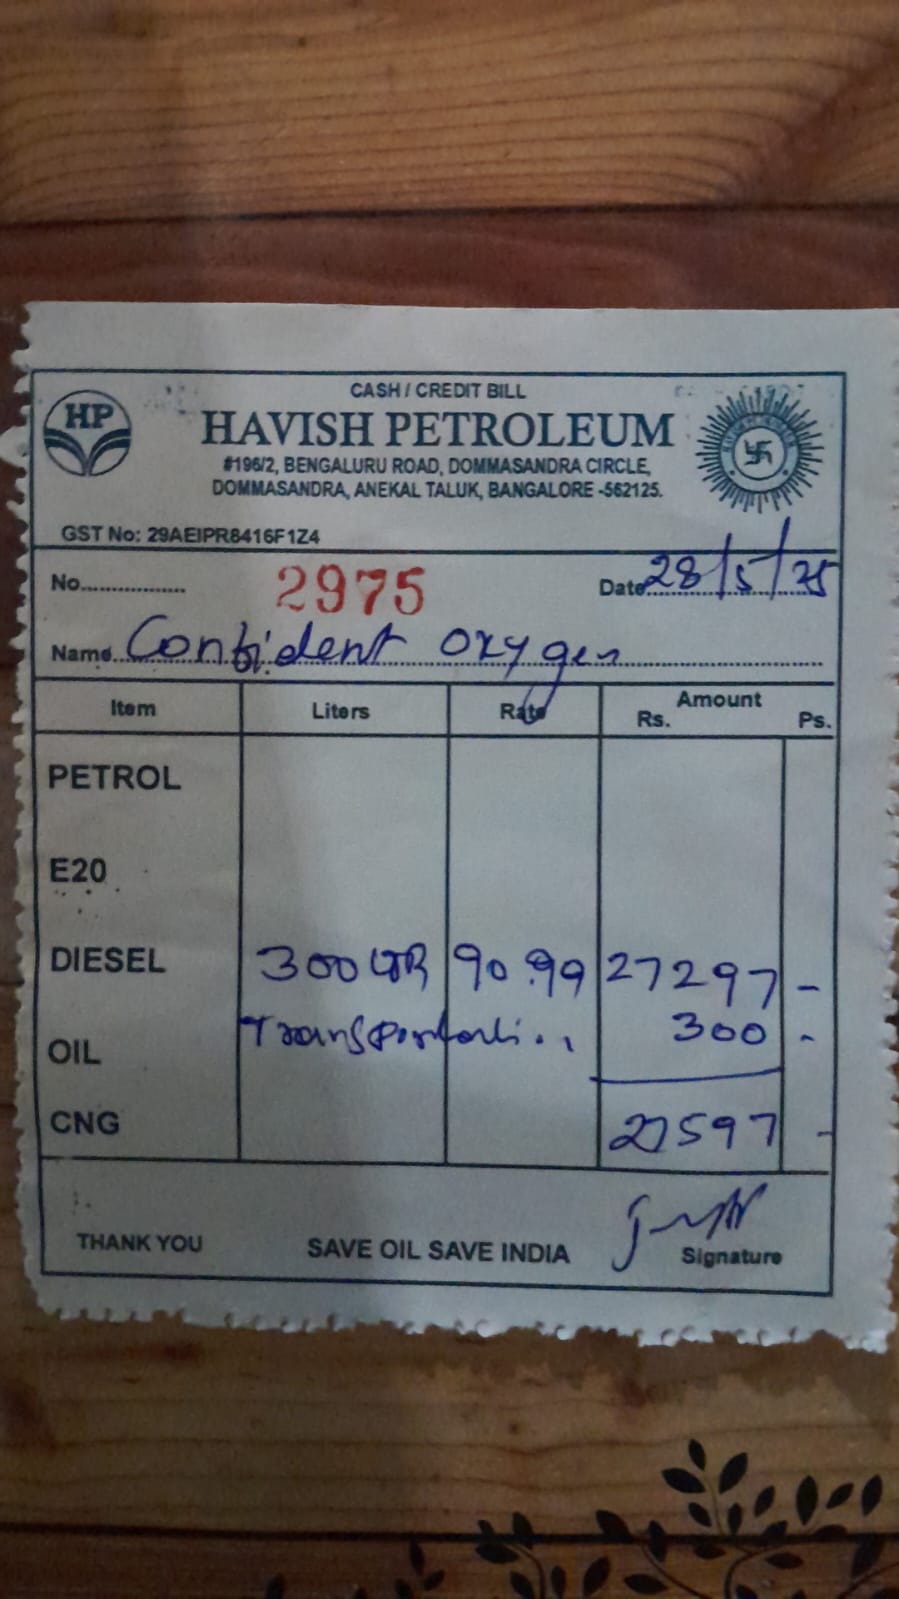 CASH / CREDIT BILL
HP
HAVISH PETROLEUM
#196/2, BENGALURU ROAD, DOMMASANDRA CIRCLE,
DOMMASANDRA, ANEKAL TALUK, BANGALORE -562125.
GST No: 29AEIPR8416F1Z4
No................. 2975 Date 28/5/25
Name Confident oxygen
Item Liters Rate Amount
Rs. Ps.
PETROL
E20
DIESEL 300 LTR 90.99 27297 -
Transportati.. 300 -
OIL
CNG 27597 -
THANK YOU SAVE OIL SAVE INDIA Signature